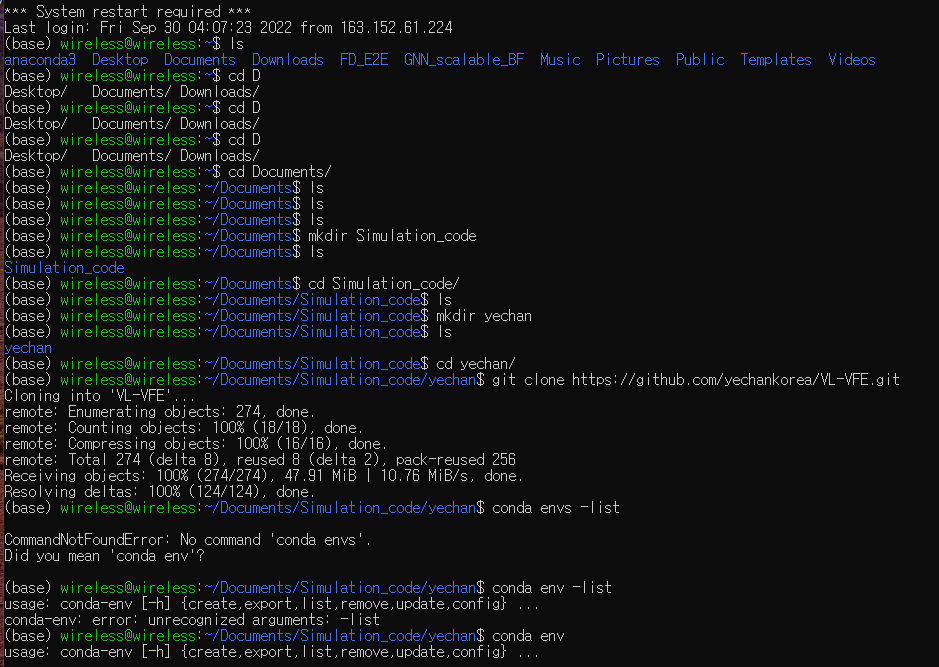 *** System restart required ***
Last login: Fri Sep 30 04:07:23 2022 from 163.152.61.224
(base) wireless@wireless:~$ ls
anaconda3  Desktop  Documents  Downloads  FD_E2E  GNN_scalable_BF  Music  Pictures  Public  Templates  Videos
(base) wireless@wireless:~$ cd D
Desktop/   Documents/ Downloads/
(base) wireless@wireless:~$ cd D
Desktop/   Documents/ Downloads/
(base) wireless@wireless:~$ cd D
Desktop/   Documents/ Downloads/
(base) wireless@wireless:~$ cd Documents/
(base) wireless@wireless:~/Documents$ ls
(base) wireless@wireless:~/Documents$ ls
(base) wireless@wireless:~/Documents$ ls
(base) wireless@wireless:~/Documents$ mkdir Simulation_code
(base) wireless@wireless:~/Documents$ ls
Simulation_code
(base) wireless@wireless:~/Documents$ cd Simulation_code/
(base) wireless@wireless:~/Documents/Simulation_code$ ls
(base) wireless@wireless:~/Documents/Simulation_code$ mkdir yechan
(base) wireless@wireless:~/Documents/Simulation_code$ ls
yechan
(base) wireless@wireless:~/Documents/Simulation_code$ cd yechan/
(base) wireless@wireless:~/Documents/Simulation_code/yechan$ git clone https://github.com/yechankorea/VL-VFE.git
Cloning into 'VL-VFE'...
remote: Enumerating objects: 274, done.
remote: Counting objects: 100% (18/18), done.
remote: Compressing objects: 100% (16/16), done.
remote: Total 274 (delta 8), reused 8 (delta 2), pack-reused 256
Receiving objects: 100% (274/274), 47.91 MiB | 10.76 MiB/s, done.
Resolving deltas: 100% (124/124), done.
(base) wireless@wireless:~/Documents/Simulation_code/yechan$ conda envs -list
CommandNotFoundError: No command 'conda envs'.
Did you mean 'conda env'?
(base) wireless@wireless:~/Documents/Simulation_code/yechan$ conda env -list
usage: conda-env [-h] {create,export,list,remove,update,config} ...
conda-env: error: unrecognized arguments: -list
(base) wireless@wireless:~/Documents/Simulation_code/yechan$ conda env
usage: conda-env [-h] {create,export,list,remove,update,config} ...